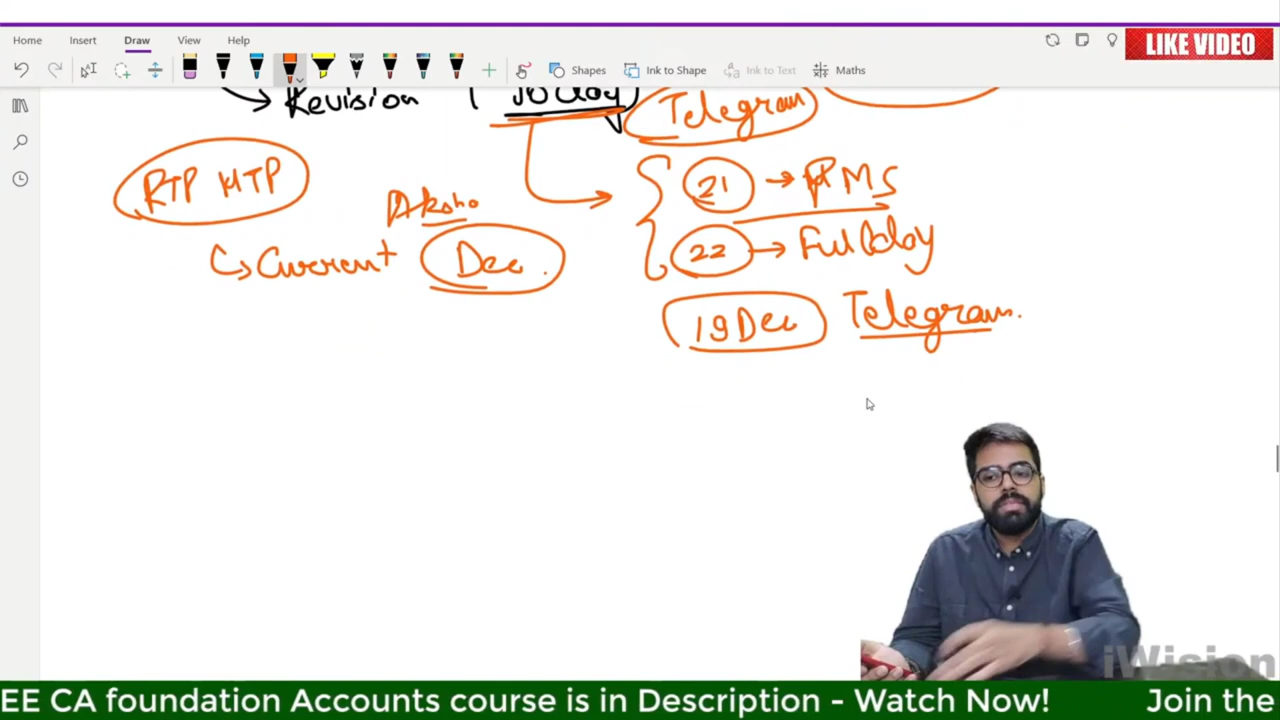 Home Insert Draw View Help
LIKE VIDEO
Shapes Ink to Shape Ink to Text Maths
Revision ( Telegram
RTP MTP
21 → PMS
Current Dec.
22 → Full day
19 Dec Telegram.
iWision
EE CA foundation Accounts course is in Description - Watch Now! Join the